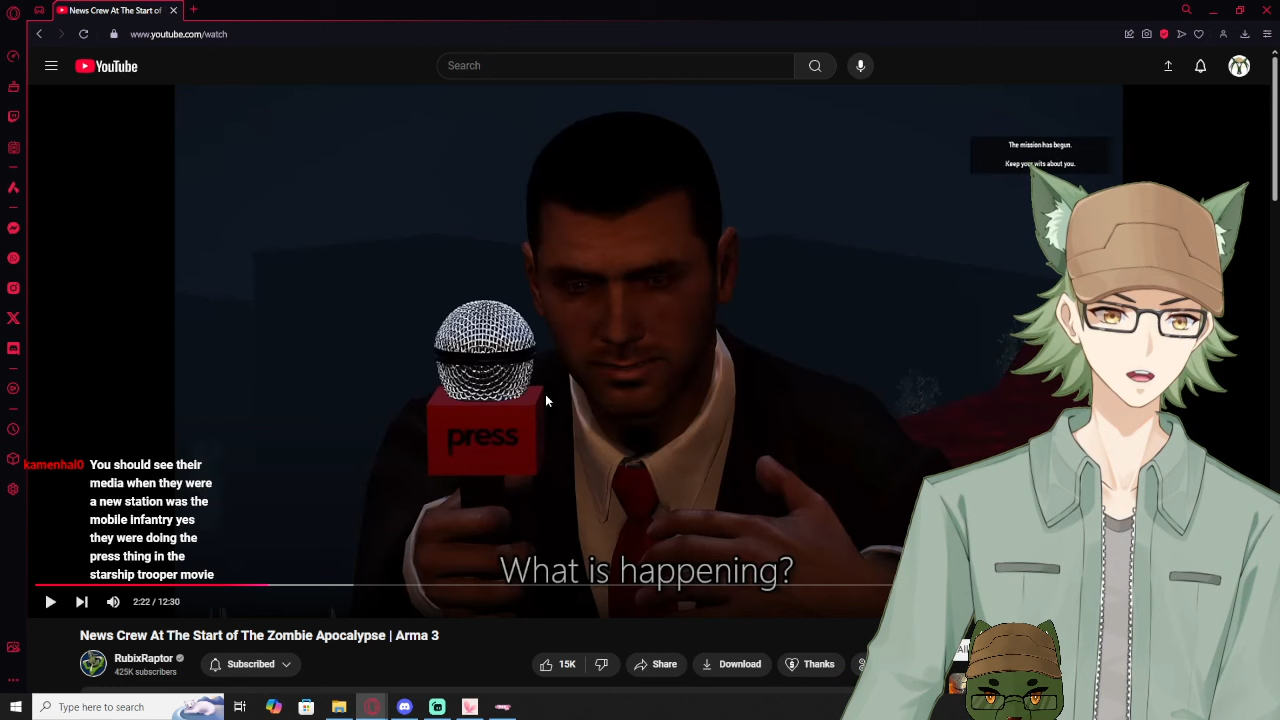 News Crew At The Start of
www.youtube.com/watch
YouTube
Search
The mission has begun.
Keep your wits about you.
press
kamenhal0 You should see their
media when they were
a new station was the
mobile infantry yes
they were doing the
press thing in the
starship trooper movie
What is happening?
2:22 / 12:30
News Crew At The Start of The Zombie Apocalypse | Arma 3
RubixRaptor
425K subscribers
Subscribed
15K
Share
Download
Thanks
Type here to search